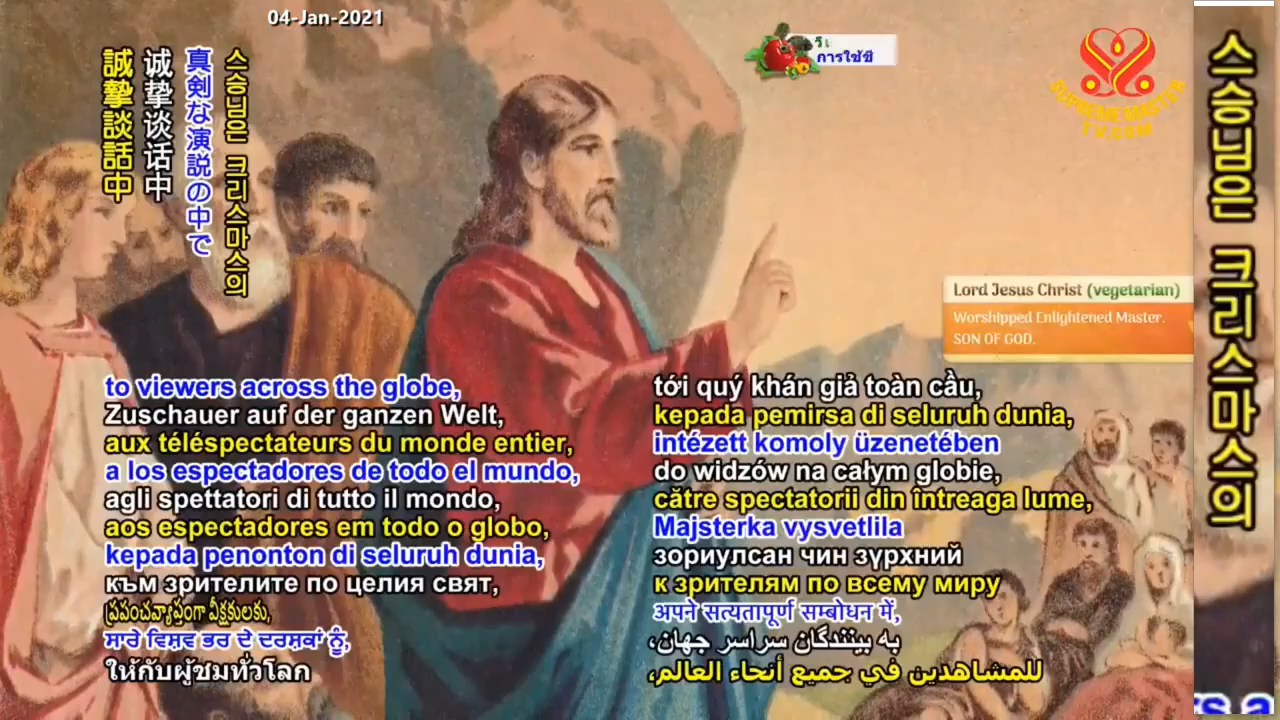 04-Jan-2021
การใช้ชี
SUPREME MASTER
TV.COM
스승님은 크리스마스의
真剣な演説の中で
诚挚谈话中
誠摯談話中
Lord Jesus Christ (vegetarian)
Worshipped Enlightened Master.
SON OF GOD.
to viewers across the globe,
Zuschauer auf der ganzen Welt,
aux téléspectateurs du monde entier,
a los espectadores de todo el mundo,
agli spettatori di tutto il mondo,
aos espectadores em todo o globo,
kepada penonton di seluruh dunia,
към зрителите по целия свят,
ప్రపంచవ్యాప్తంగా వీక్షకులకు,
ਸਾਰੇ ਵਿਸ਼ਵ ਭਰ ਦੇ ਦਰਸ਼ਕਾਂ ਨੂੰ,
ให้กับผู้ชมทั่วโลก
tới quý khán giả toàn cầu,
kepada pemirsa di seluruh dunia,
intézett komoly üzenetében
do widzów na całym globie,
către spectatorii din întreaga lume,
Majsterka vysvetlila
зориулсан чин зүрхний
к зрителям по всему миру
अपने सत्यतापूर्ण सम्बोधन में,
به بینندگان سراسر جهان،
للمشاهدين في جميع أنحاء العالم،
스승님은 크리스마스의
rs a